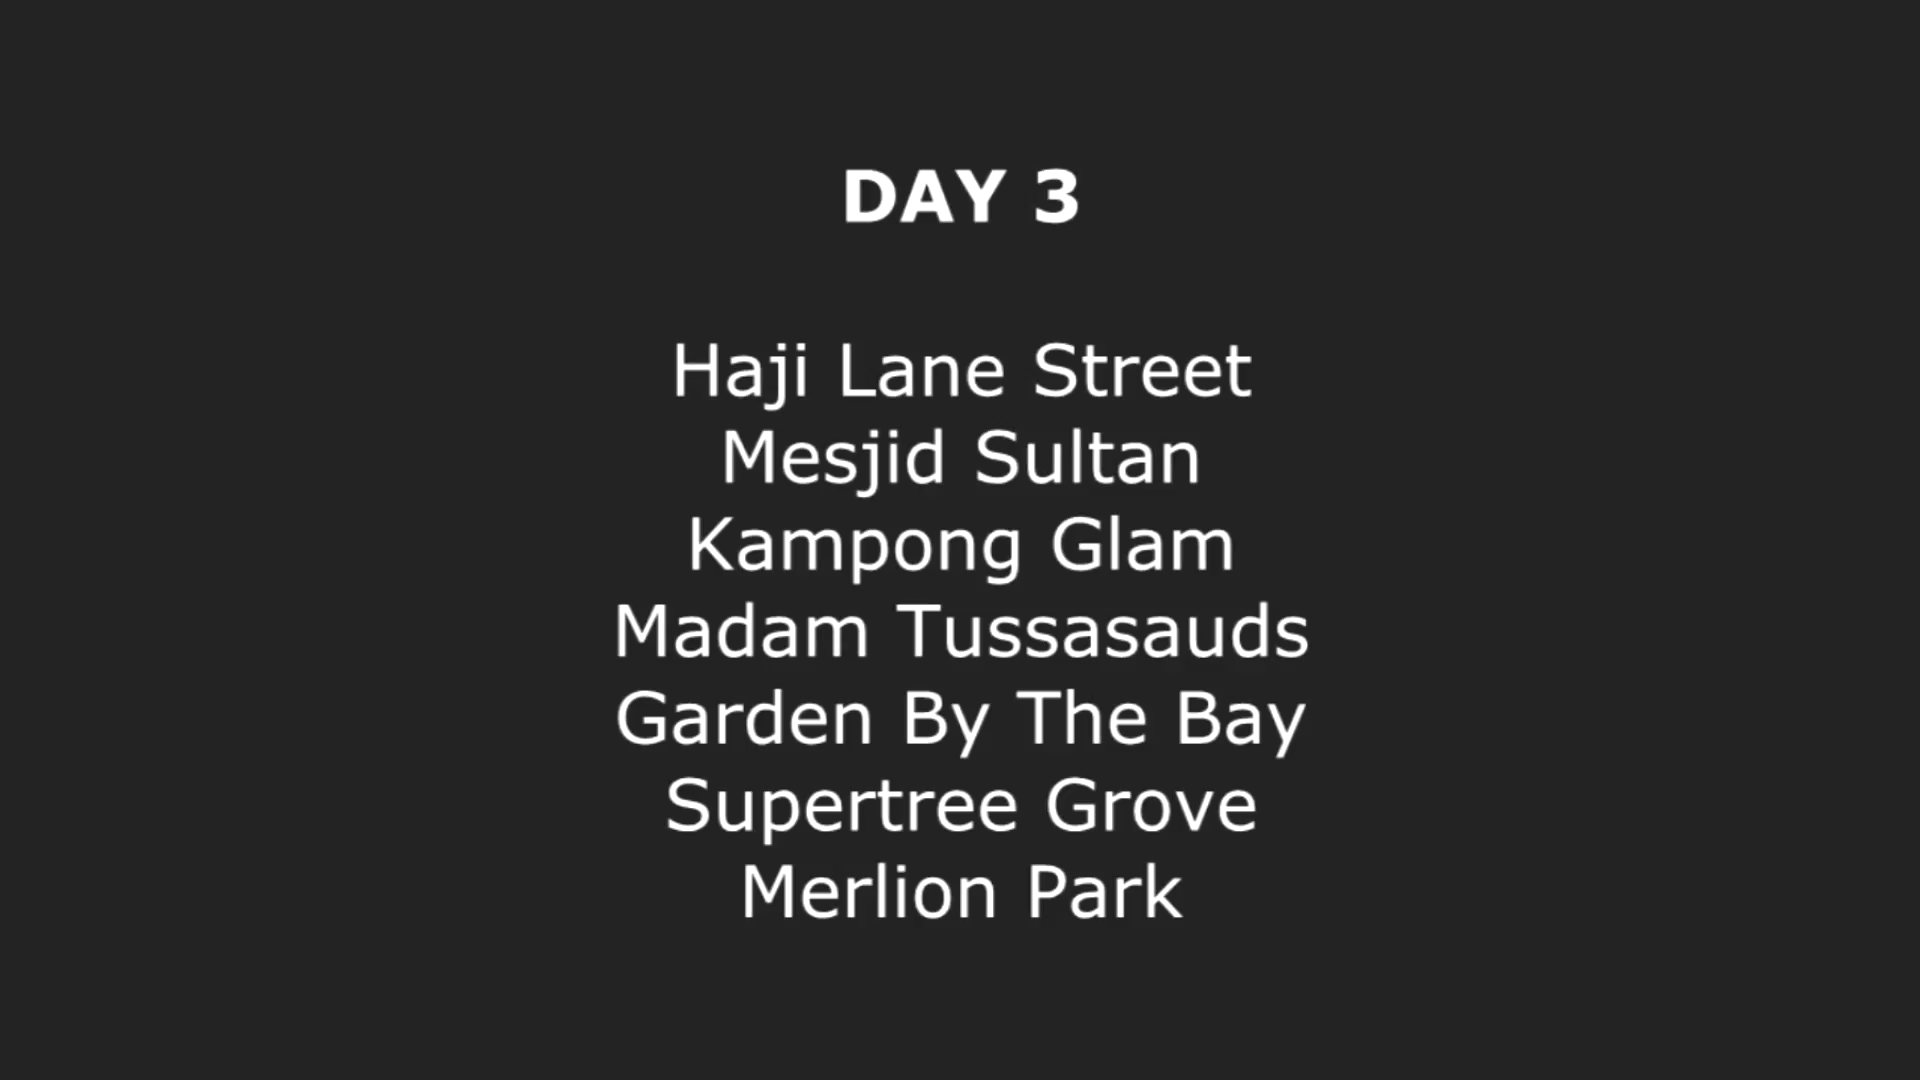 DAY 3
Haji Lane Street
Mesjid Sultan
Kampong Glam
Madam Tussasauds
Garden By The Bay
Supertree Grove
Merlion Park